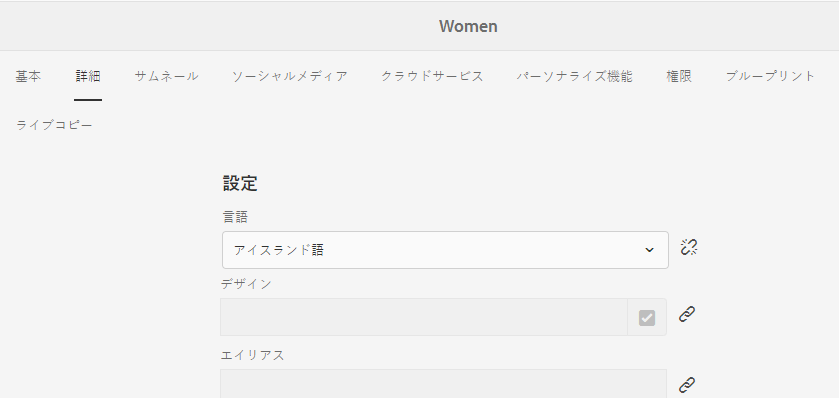 Women
基本 詳細 サムネール ソーシャルメディア クラウドサービス パーソナライズ機能 権限 ブループリント
ライブコピー
設定
言語
アイスランド語
デザイン
エイリアス